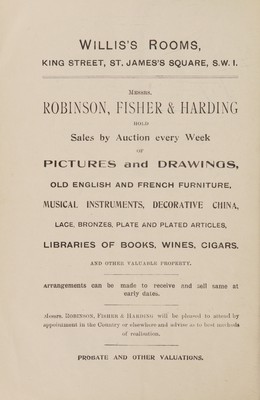 WILLIS'S ROOMS,
KING STREET, ST. JAMES'S SQUARE, S.W. 1.
MESSRS.
ROBINSON, FISHER & HARDING
HOLD
Sales by Auction every Week
OF
PICTURES and DRAWINGS,
OLD ENGLISH AND FRENCH FURNITURE,
MUSICAL INSTRUMENTS, DECORATIVE CHINA,
LACE, BRONZES, PLATE AND PLATED ARTICLES,
LIBRARIES OF BOOKS, WINES, CIGARS,
AND OTHER VALUABLE PROPERTY.
Arrangements can be made to receive and sell same at
early dates.
Messrs. ROBINSON, FISHER & HARDING will be pleased to attend by
appointment in the Country or elsewhere and advise as to best methods
of realisation.
PROBATE AND OTHER VALUATIONS.